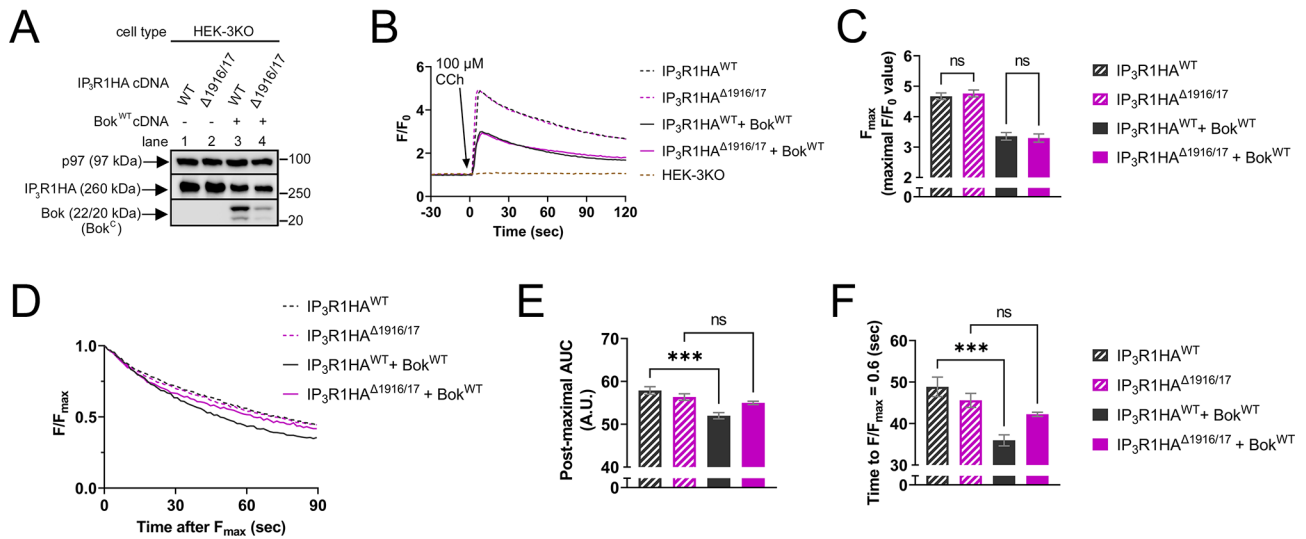 A
cell type HEK-3KO
IP₃R1HA cDNA WT Δ1916/17 WT Δ1916/17
Bok^WT cDNA - - + +
lane 1 2 3 4
p97 (97 kDa) 100
IP₃R1HA (260 kDa) 250
Bok (22/20 kDa) 20
(Bok^C)
B
100 µM
CCh
F/F₀
6
4
2
0
-30 0 30 60 90 120
Time (sec)
IP₃R1HA^WT
IP₃R1HA^Δ1916/17
IP₃R1HA^WT + Bok^WT
IP₃R1HA^Δ1916/17 + Bok^WT
HEK-3KO
C
Fmax
(maximal F/F₀ value)
6
5
4
3
2
0
ns ns
IP₃R1HA^WT
IP₃R1HA^Δ1916/17
IP₃R1HA^WT + Bok^WT
IP₃R1HA^Δ1916/17 + Bok^WT
D
F/Fmax
1.0
0.5
0.0
0 30 60 90
Time after Fmax (sec)
IP₃R1HA^WT
IP₃R1HA^Δ1916/17
IP₃R1HA^WT + Bok^WT
IP₃R1HA^Δ1916/17 + Bok^WT
E
Post-maximal AUC
(A.U.)
70
60
50
40
0
ns
***
F
Time to F/Fmax = 0.6 (sec)
60
50
40
30
0
ns
***
IP₃R1HA^WT
IP₃R1HA^Δ1916/17
IP₃R1HA^WT + Bok^WT
IP₃R1HA^Δ1916/17 + Bok^WT